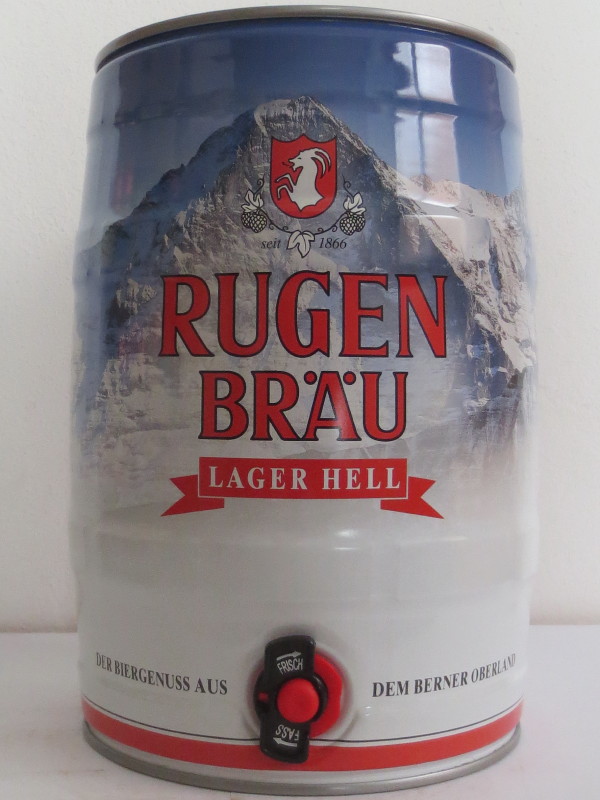 seit 1866
RUGEN
BRÄU
LAGER HELL
DER BIERGENUSS AUS DEM BERNER OBERLAND
FRISCH
FASS